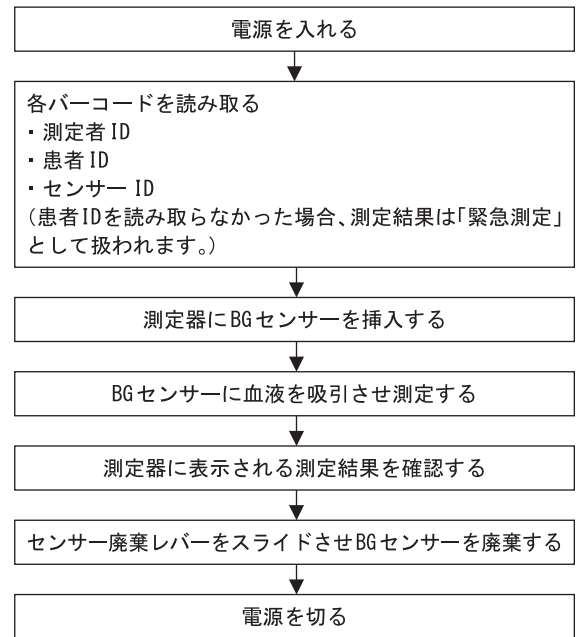 電源を入れる
各バーコードを読み取る
・測定者ID
・患者ID
・センサーID
(患者IDを読み取らなかった場合、測定結果は「緊急測定」
として扱われます。)
測定器にBGセンサーを挿入する
BGセンサーに血液を吸引させ測定する
測定器に表示される測定結果を確認する
センサー廃棄レバーをスライドさせBGセンサーを廃棄する
電源を切る